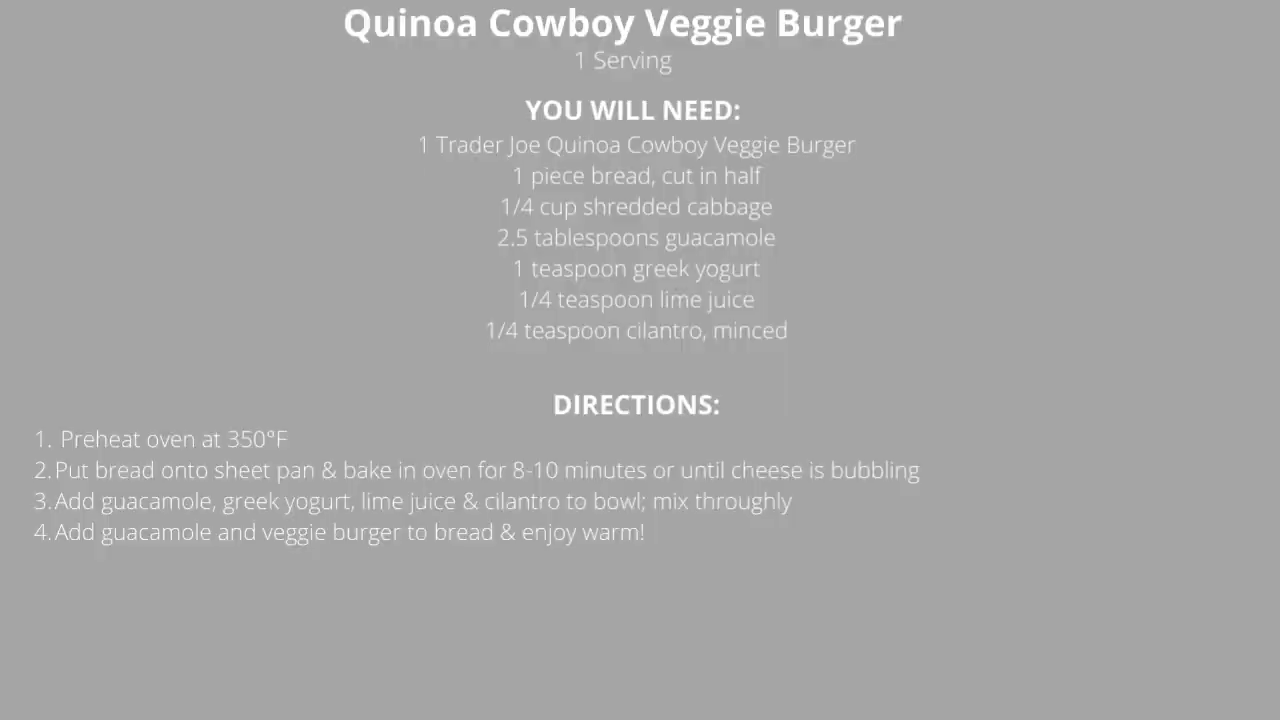 Quinoa Cowboy Veggie Burger
1 Serving
YOU WILL NEED:
1 Trader Joe Quinoa Cowboy Veggie Burger
1 piece bread, cut in half
1/4 cup shredded cabbage
2.5 tablespoons guacamole
1 teaspoon greek yogurt
1/4 teaspoon lime juice
1/4 teaspoon cilantro, minced
DIRECTIONS:
1. Preheat oven at 350°F
2. Put bread onto sheet pan & bake in oven for 8-10 minutes or until cheese is bubbling
3. Add guacamole, greek yogurt, lime juice & cilantro to bowl; mix throughly
4. Add guacamole and veggie burger to bread & enjoy warm!